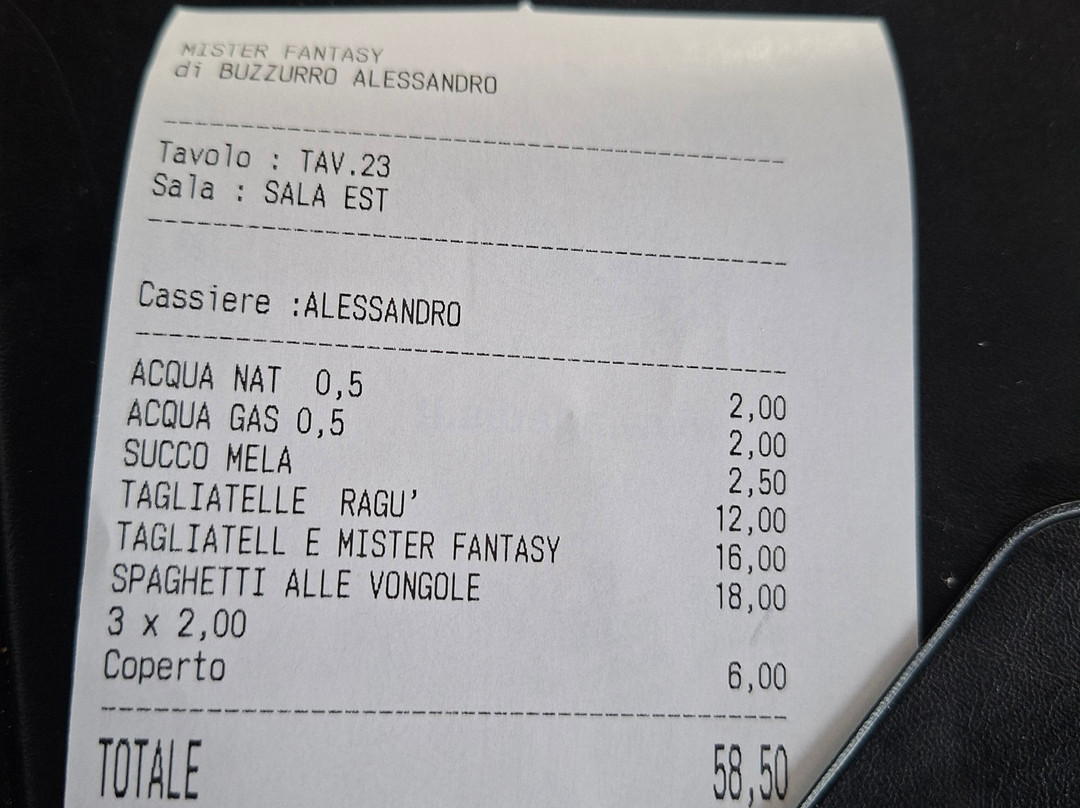 MISTER FANTASY
di BUZZURRO ALESSANDRO
Tavolo : TAV.23
Sala : SALA EST
Cassiere :ALESSANDRO
ACQUA NAT 0,5 2,00
ACQUA GAS 0,5 2,00
SUCCO MELA 2,50
TAGLIATELLE RAGU' 12,00
TAGLIATELL E MISTER FANTASY 16,00
SPAGHETTI ALLE VONGOLE 18,00
3 x 2,00
Coperto 6,00
TOTALE 58,50